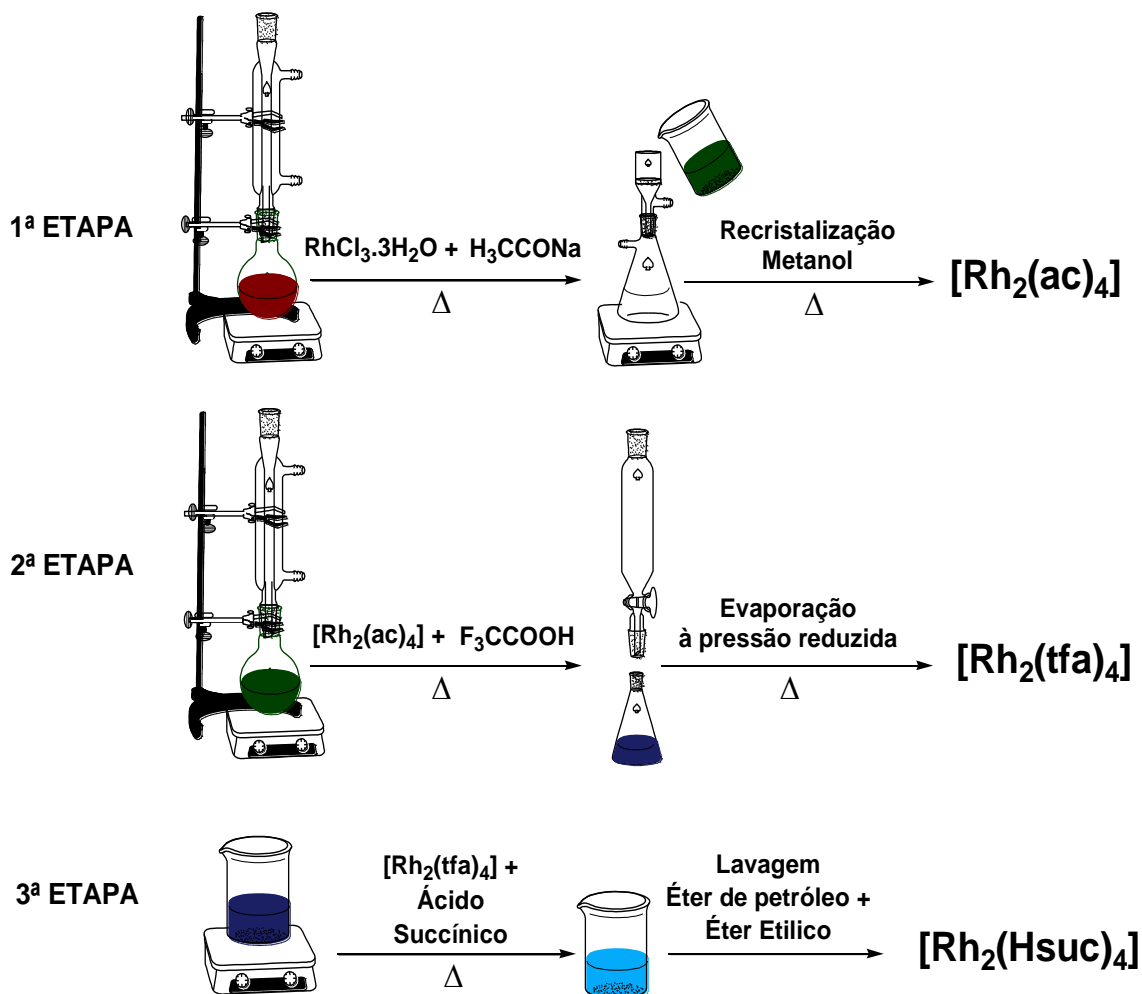 1ª ETAPA
RhCl₃.3H₂O + H₃CCONa
Δ
Recristalização
Metanol
Δ
[Rh₂(ac)₄]
2ª ETAPA
[Rh₂(ac)₄] + F₃CCOOH
Δ
Evaporação
à pressão reduzida
Δ
[Rh₂(tfa)₄]
3ª ETAPA
[Rh₂(tfa)₄] +
Ácido
Succínico
Δ
Lavagem
Éter de petróleo +
Éter Etilico
[Rh₂(Hsuc)₄]